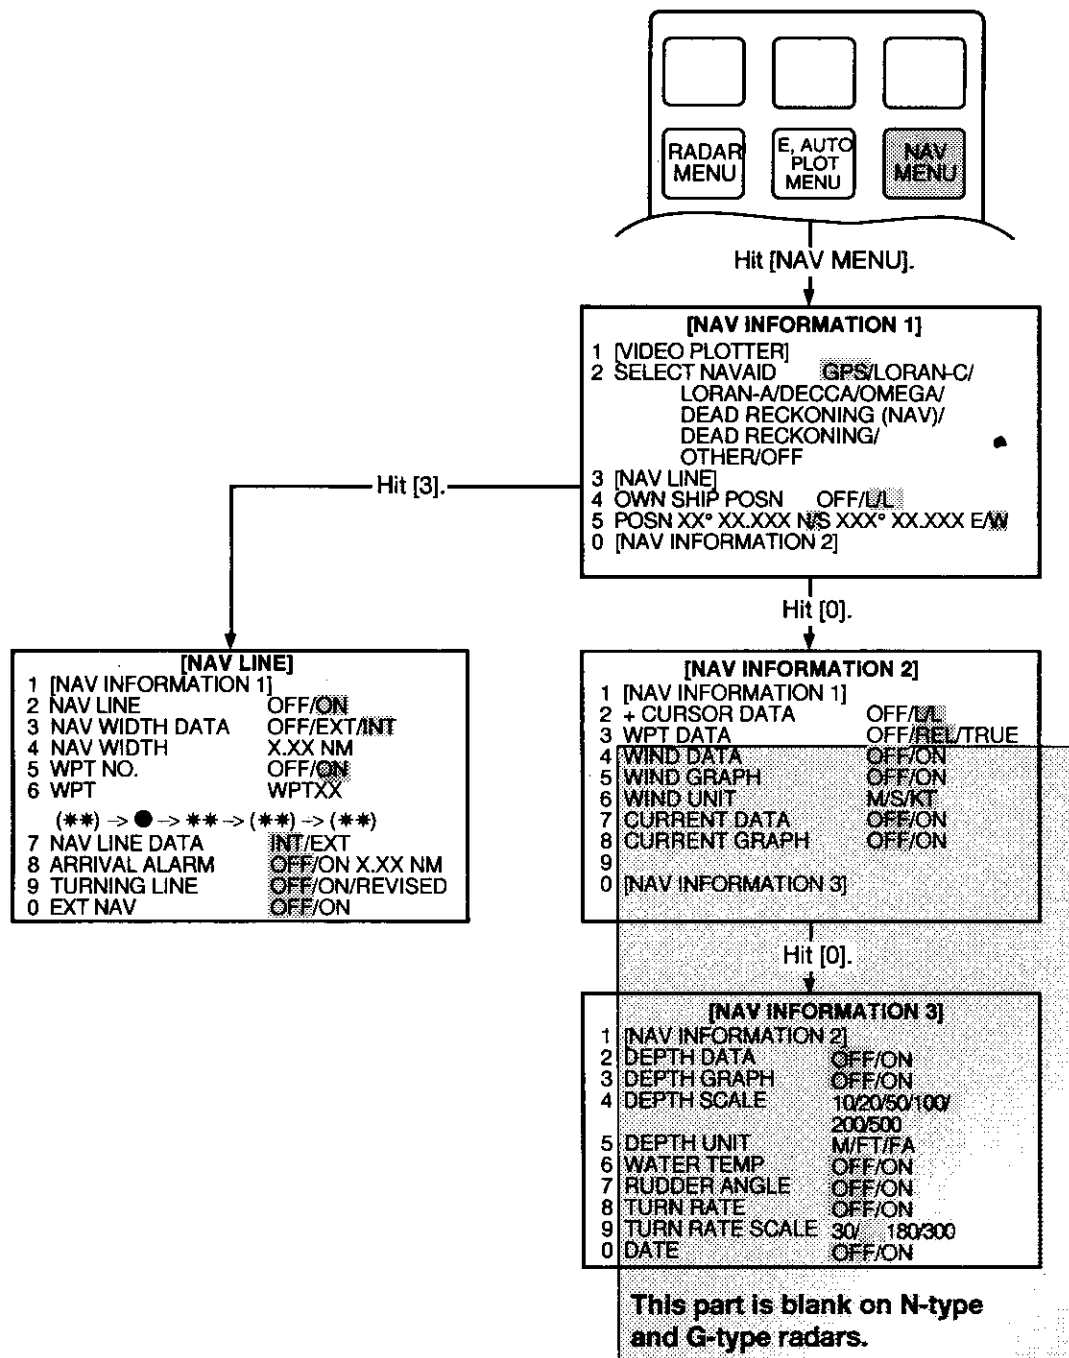 RADAR
MENU
E, AUTO
PLOT
MENU
NAV
MENU
Hit [NAV MENU].
[NAV INFORMATION 1]
1 [VIDEO PLOTTER]
2 SELECT NAVAID GPS/LORAN-C/
LORAN-A/DECCA/OMEGA/
DEAD RECKONING (NAV)/
DEAD RECKONING/
OTHER/OFF
3 [NAV LINE]
4 OWN SHIP POSN OFF/L/L
5 POSN XX° XX.XXX N/S XXX° XX.XXX E/W
0 [NAV INFORMATION 2]
Hit [3].
Hit [0].
[NAV LINE]
1 [NAV INFORMATION 1]
2 NAV LINE OFF/ON
3 NAV WIDTH DATA OFF/EXT/INT
4 NAV WIDTH X.XX NM
5 WPT NO. OFF/ON
6 WPT WPTXX
(**) -> ● -> ** -> (**) -> (**)
7 NAV LINE DATA INT/EXT
8 ARRIVAL ALARM OFF/ON X.XX NM
9 TURNING LINE OFF/ON/REVISED
0 EXT NAV OFF/ON
[NAV INFORMATION 2]
1 [NAV INFORMATION 1]
2 + CURSOR DATA OFF/L/L
3 WPT DATA OFF/REL/TRUE
4 WIND DATA OFF/ON
5 WIND GRAPH OFF/ON
6 WIND UNIT M/S/KT
7 CURRENT DATA OFF/ON
8 CURRENT GRAPH OFF/ON
9
0 [NAV INFORMATION 3]
Hit [0].
[NAV INFORMATION 3]
1 [NAV INFORMATION 2]
2 DEPTH DATA OFF/ON
3 DEPTH GRAPH OFF/ON
4 DEPTH SCALE 10/20/50/100/
200/500
5 DEPTH UNIT M/FT/FA
6 WATER TEMP OFF/ON
7 RUDDER ANGLE OFF/ON
8 TURN RATE OFF/ON
9 TURN RATE SCALE 30/ 180/300
0 DATE OFF/ON
This part is blank on N-type
and G-type radars.